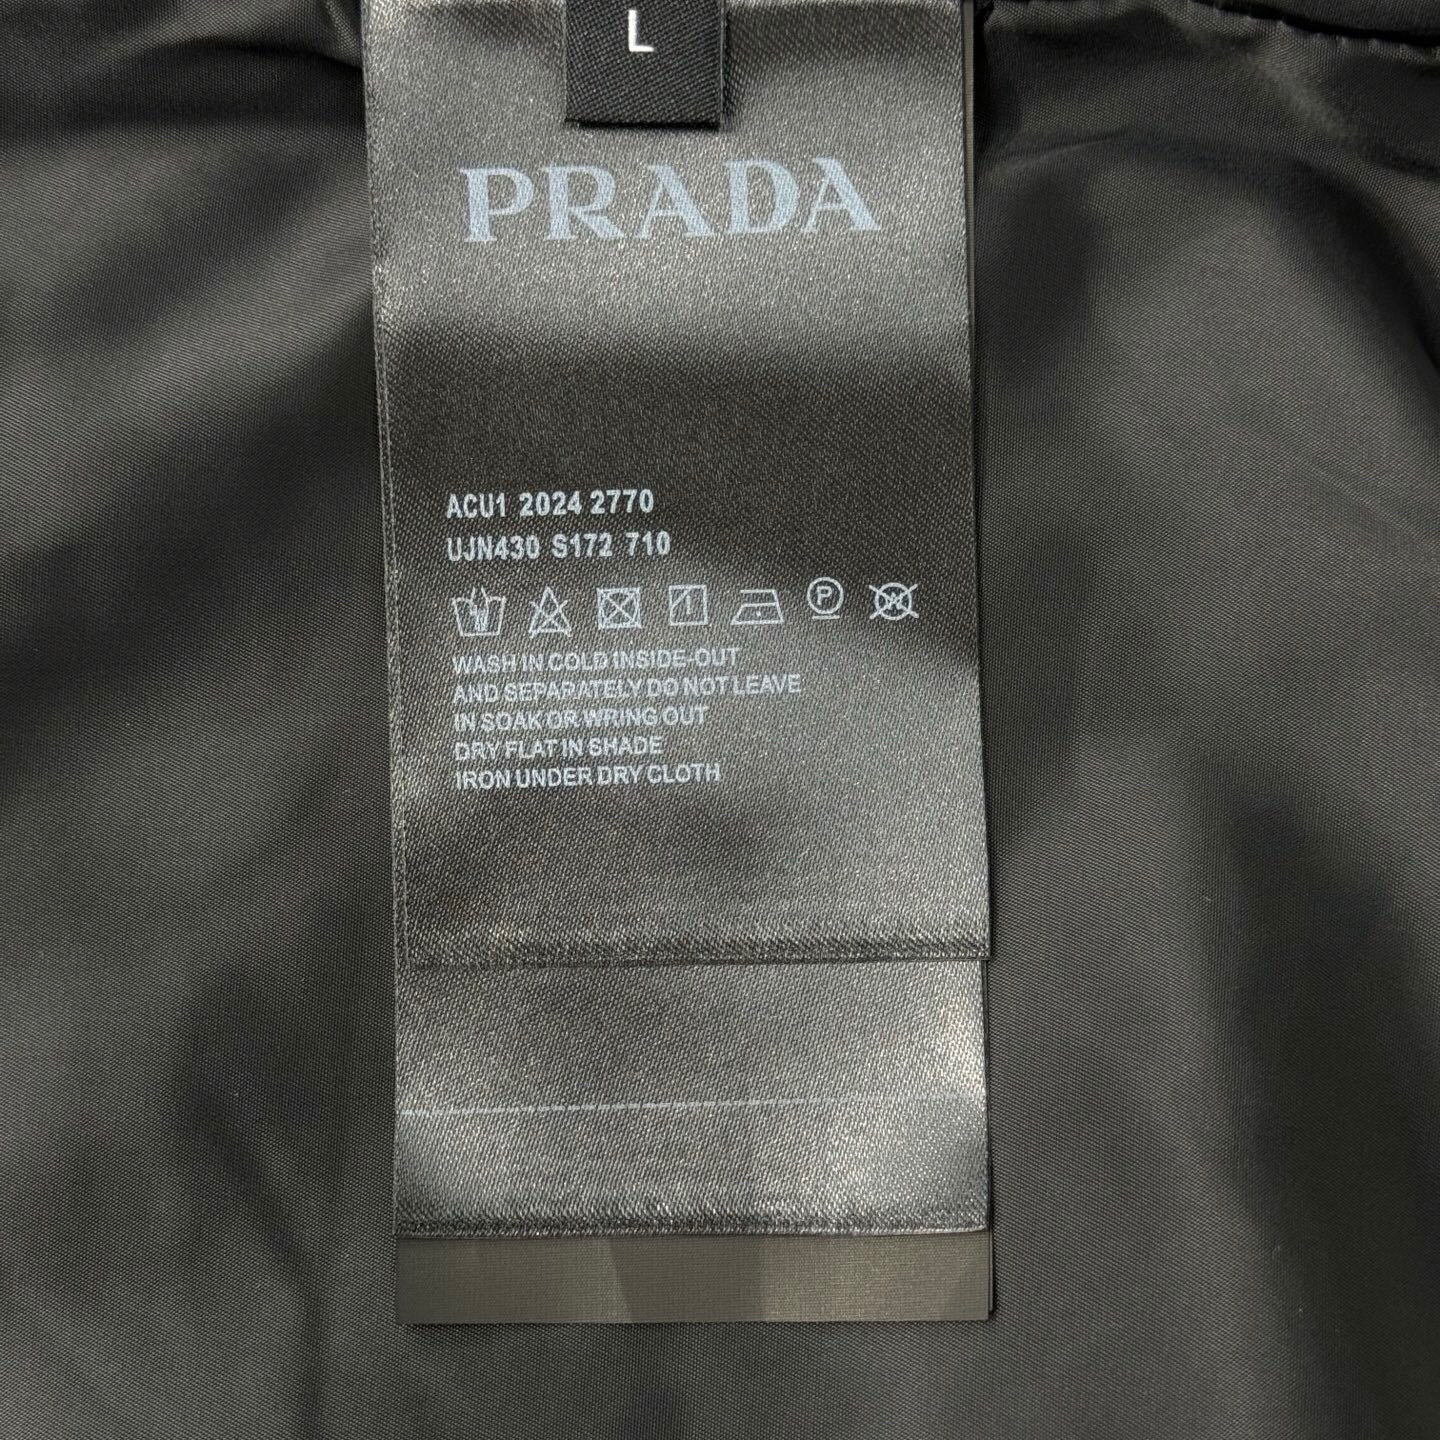 L
PRADA
ACU1 2024 2770
UJN430 S172 710
P
WASH IN COLD INSIDE-OUT
AND SEPARATELY DO NOT LEAVE
IN SOAK OR WRING OUT
DRY FLAT IN SHADE
IRON UNDER DRY CLOTH